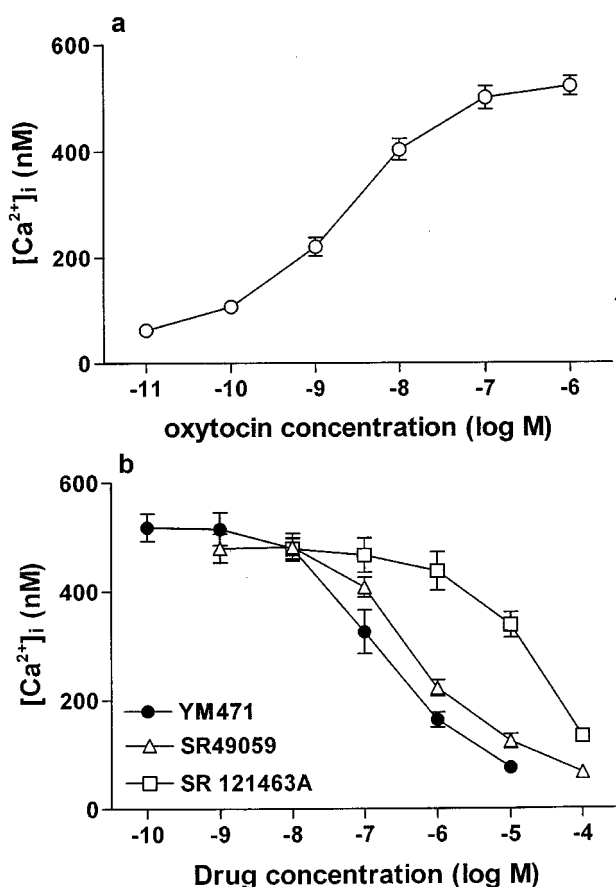 a
600
400
200
0
[Ca²⁺]i (nM)
-11 -10 -9 -8 -7 -6
oxytocin concentration (log M)
b
600
400
200
0
[Ca²⁺]i (nM)
YM471
SR49059
SR 121463A
-10 -9 -8 -7 -6 -5 -4
Drug concentration (log M)